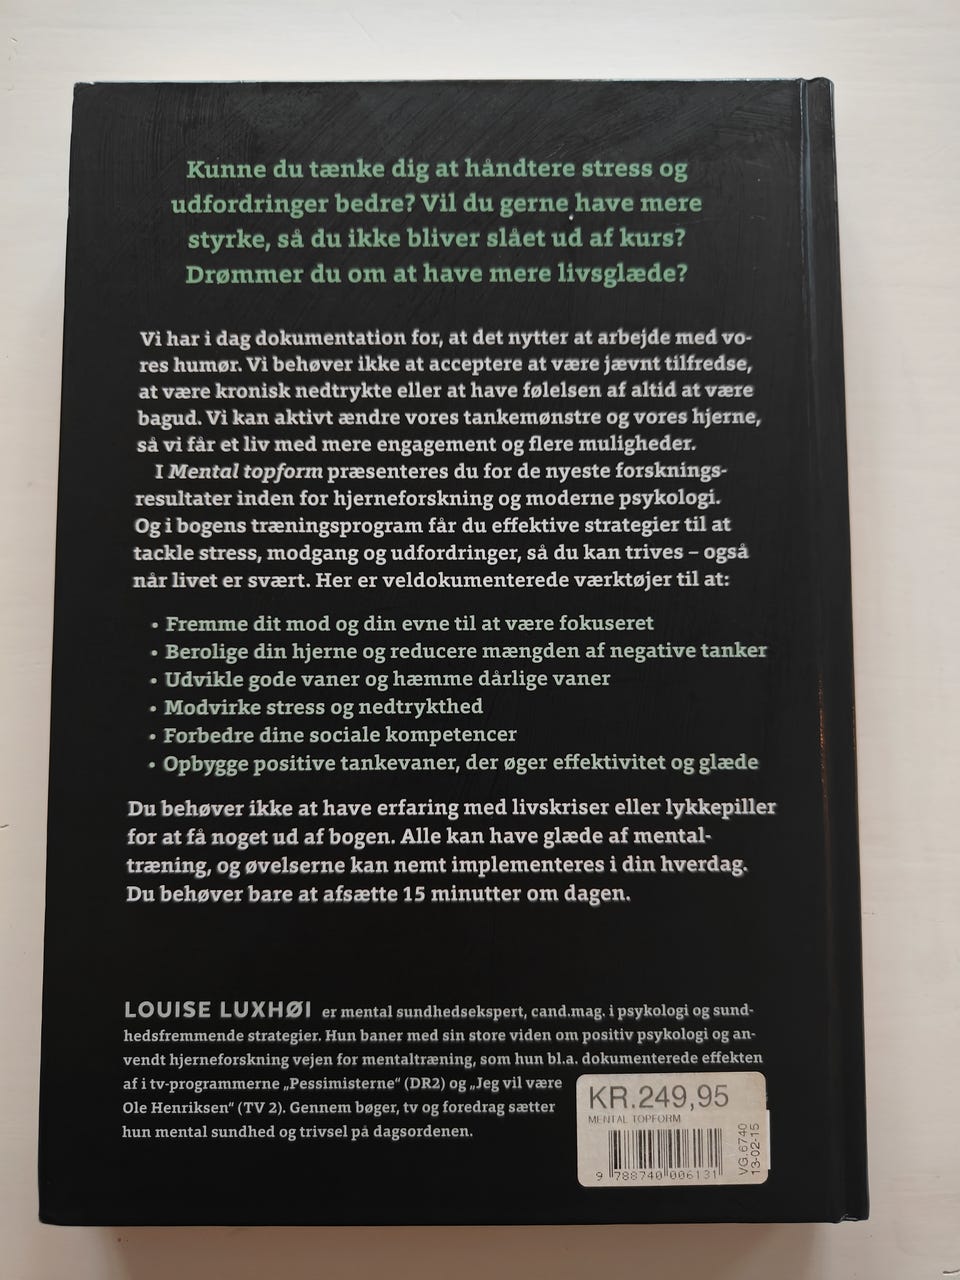 Kunne du tænke dig at håndtere stress og
udfordringer bedre? Vil du gerne have mere
styrke, så du ikke bliver slået ud af kurs?
Drømmer du om at have mere livsglæde?
Vi har i dag dokumentation for, at det nytter at arbejde med vo-
res humør. Vi behøver ikke at acceptere at være jævnt tilfredse,
at være kronisk nedtrykte eller at have følelsen af altid at være
bagud. Vi kan aktivt ændre vores tankemønstre og vores hjerne,
så vi får et liv med mere engagement og flere muligheder.
I Mental topform præsenteres du for de nyeste forsknings-
resultater inden for hjerneforskning og moderne psykologi.
Og i bogens træningsprogram får du effektive strategier til at
tackle stress, modgang og udfordringer, så du kan trives – også
når livet er svært. Her er veldokumenterede værktøjer til at:
• Fremme dit mod og din evne til at være fokuseret
• Berolige din hjerne og reducere mængden af negative tanker
• Udvikle gode vaner og hæmme dårlige vaner
• Modvirke stress og nedtrykthed
• Forbedre dine sociale kompetencer
• Opbygge positive tankevaner, der øger effektivitet og glæde
Du behøver ikke at have erfaring med livskriser eller lykkepiller
for at få noget ud af bogen. Alle kan have glæde af mental-
træning, og øvelserne kan nemt implementeres i din hverdag.
Du behøver bare at afsætte 15 minutter om dagen.
LOUISE LUXHØI er mental sundhedsekspert, cand.mag. i psykologi og sund-
hedsfremmende strategier. Hun baner med sin store viden om positiv psykologi og an-
vendt hjerneforskning vejen for mentaltræning, som hun bl.a. dokumenterede effekten
af i tv-programmerne „Pessimisterne“ (DR2) og „Jeg vil være
Ole Henriksen“ (TV 2). Gennem bøger, tv og foredrag sætter
hun mental sundhed og trivsel på dagsordenen.
KR.249,95
MENTAL TOPFORM
9 788740 006131
VG.6740
13-02-15